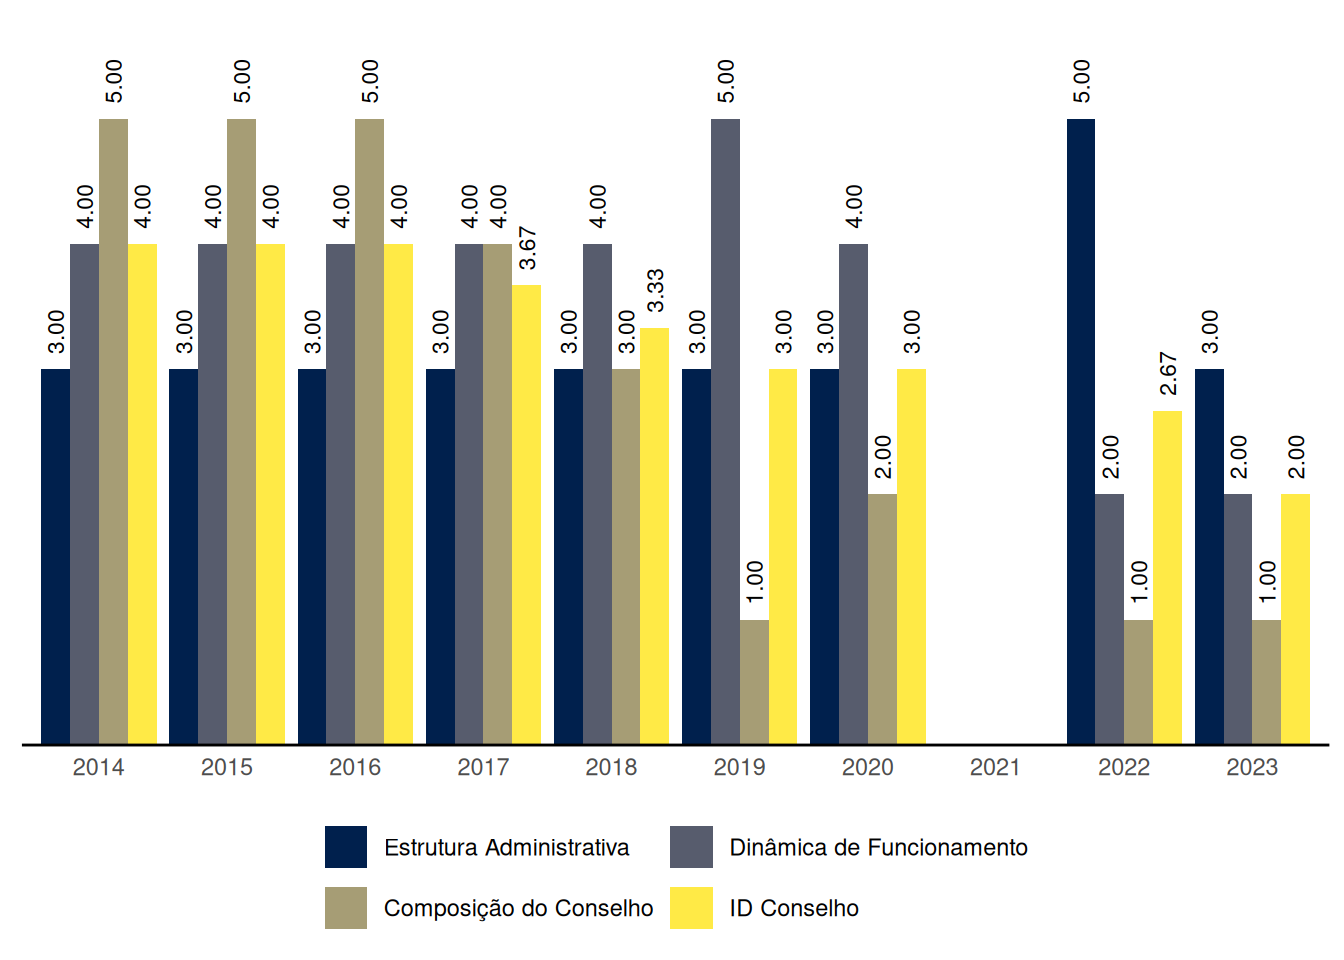 5.00 5.00 5.00 5.00 5.00
4.00 4.00 4.00 4.00 4.00 4.00 4.00 4.00 4.00 4.00
3.67
3.00 3.00 3.00 3.00 3.00 3.00 3.33 3.00 3.00 3.00 3.00 3.00
2.67
2.00 2.00 2.00 2.00
1.00 1.00 1.00
2014 2015 2016 2017 2018 2019 2020 2021 2022 2023
Estrutura Administrativa Dinâmica de Funcionamento
Composição do Conselho ID Conselho